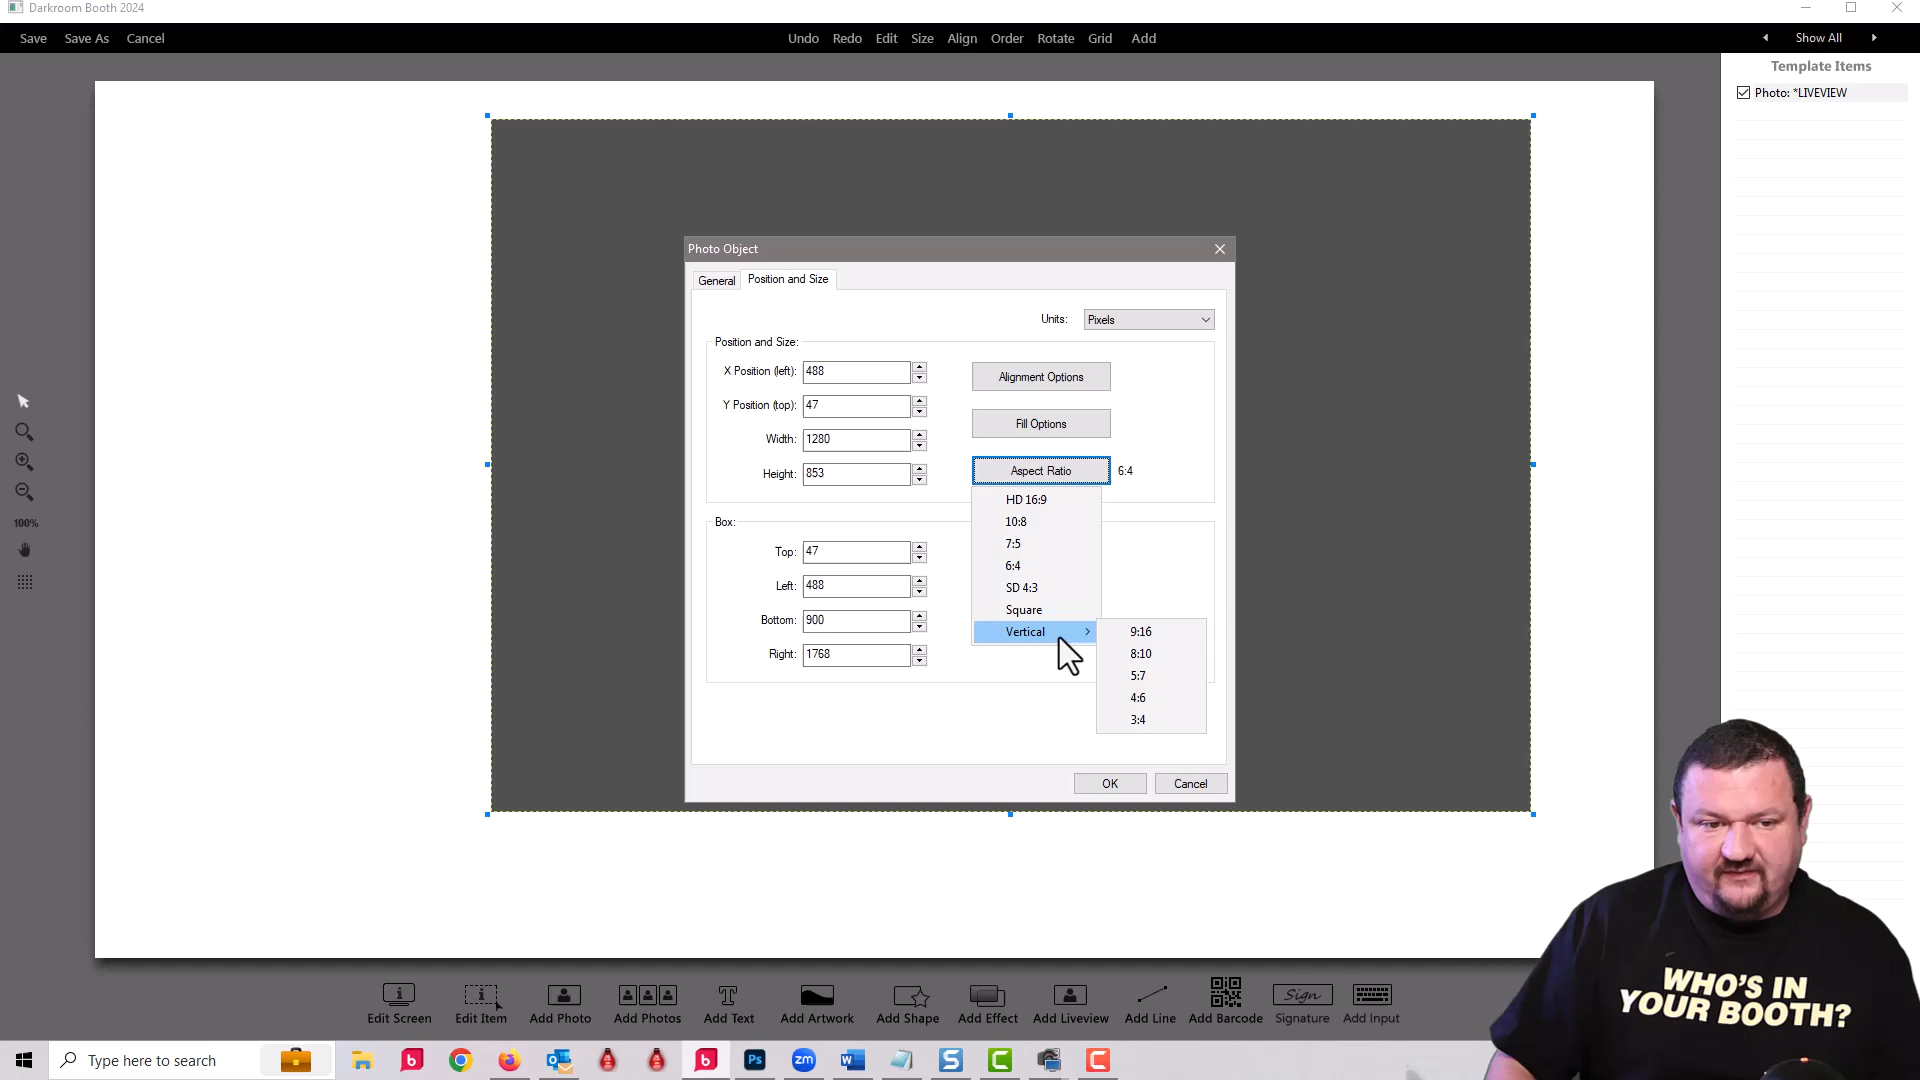 Darkroom Booth 2024
Save Save As Cancel Undo Redo Edit Size Align Order Rotate Grid Add Show All
Template Items
Photo: *LIVEVIEW
Photo Object
General Position and Size
Units: Pixels
Position and Size:
X Position (left): 488 Alignment Options
Y Position (top): 47 Fill Options
Width: 1280
Height: 853 Aspect Ratio 6:4
HD 16:9
10:8
7:5
6:4
SD 4:3
Square
Vertical
9:16
8:10
5:7
4:6
3:4
Box:
Top: 47
Left: 488
Bottom: 900
Right: 1768
OK Cancel
100%
Edit Screen Edit Item Add Photo Add Photos Add Text Add Artwork Add Shape Add Effect Add Liveview Add Line Add Barcode Sign Signature Add Input
WHO'S IN
YOUR BOOTH?
Type here to search
b b Ps zm W S C C